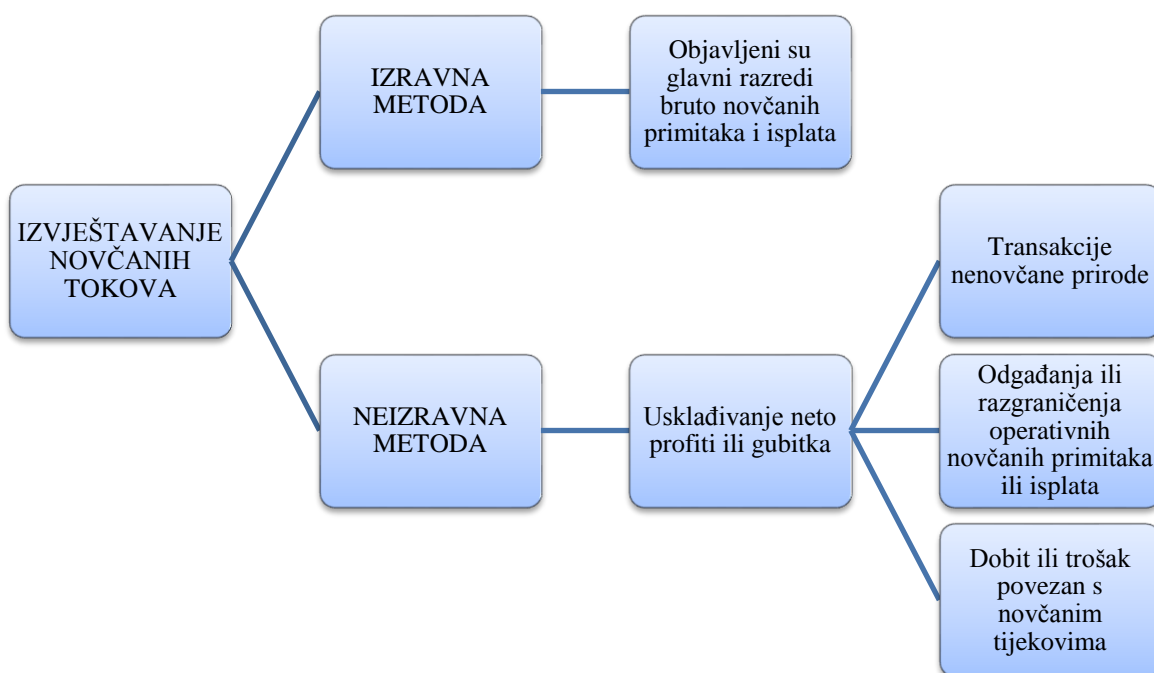 IZVJEŠTAVANJE
NOVČANIH
TOKOVA
IZRAVNA
METODA
Objavljeni su
glavni razredi
bruto novčanih
primitaka i isplata
NEIZRAVNA
METODA
Usklađivanje neto
profiti ili gubitka
Transakcije
nenovčane prirode
Odgađanja ili
razgraničenja
operativnih
novčanih primitaka
ili isplata
Dobit ili trošak
povezan s
novčanim
tijekovima